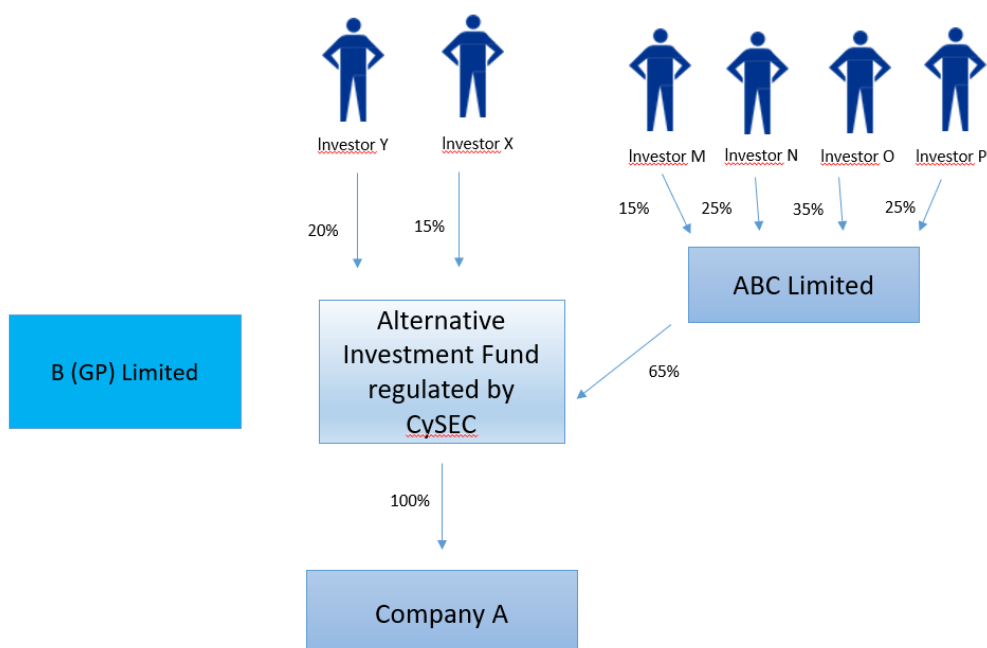 Investor Y
Investor X
Investor M
Investor N
Investor O
Investor P
20%
15%
15%
25%
35%
25%
ABC Limited
B (GP) Limited
Alternative
Investment Fund
regulated by
CySEC
65%
100%
Company A